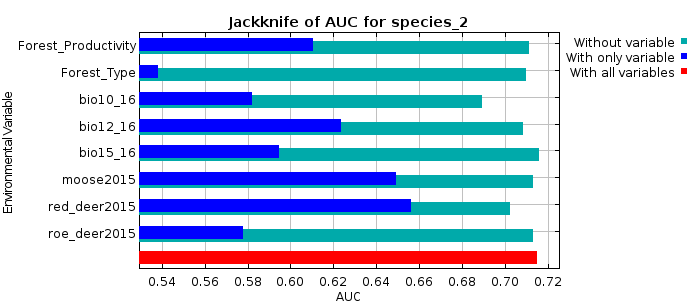 Jackknife of AUC for species_2
Environmental Variable
Forest_Productivity
Forest_Type
bio10_16
bio12_16
bio15_16
moose2015
red_deer2015
roe_deer2015
0.54 0.56 0.58 0.60 0.62 0.64 0.66 0.68 0.70 0.72
AUC
Without variable
With only variable
With all variables